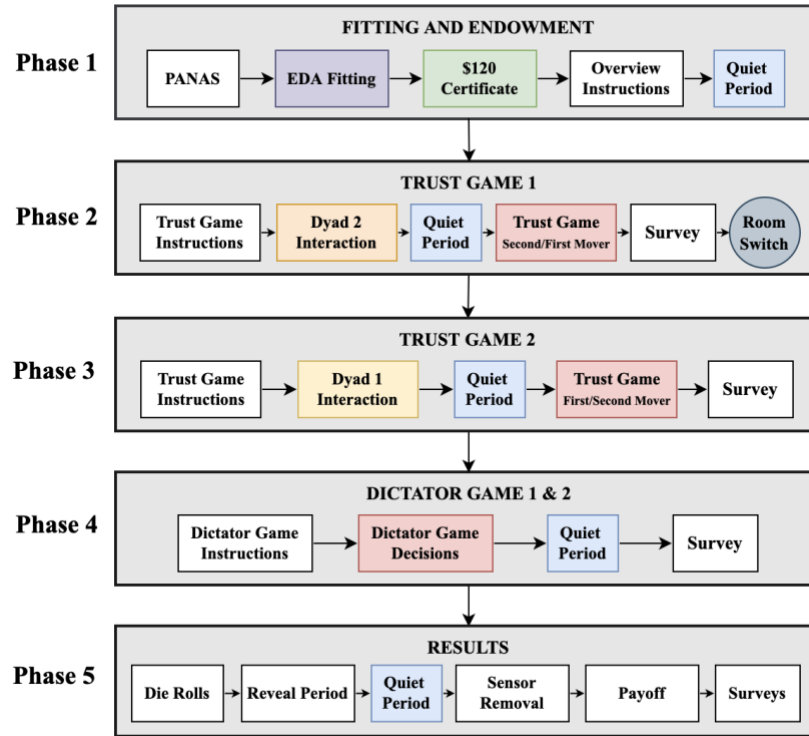 FITTING AND ENDOWMENT
Phase 1
PANAS
EDA Fitting
$120
Certificate
Overview
Instructions
Quiet
Period
TRUST GAME 1
Phase 2
Trust Game
Instructions
Dyad 2
Interaction
Quiet
Period
Trust Game
Second/First Mover
Survey
Room
Switch
TRUST GAME 2
Phase 3
Trust Game
Instructions
Dyad 1
Interaction
Quiet
Period
Trust Game
First/Second Mover
Survey
DICTATOR GAME 1 & 2
Phase 4
Dictator Game
Instructions
Dictator Game
Decisions
Quiet
Period
Survey
RESULTS
Phase 5
Die Rolls
Reveal Period
Quiet
Period
Sensor
Removal
Payoff
Surveys